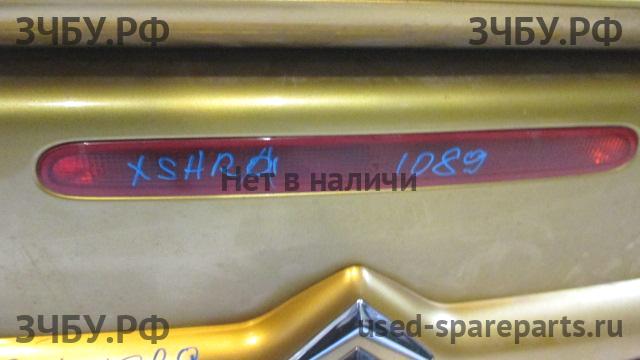 ЗЧБУ.РФ ЗЧБУ.РФ
XSHRA 1089
Нет в наличи
ЗЧБУ.РФ used-spareparts.ru